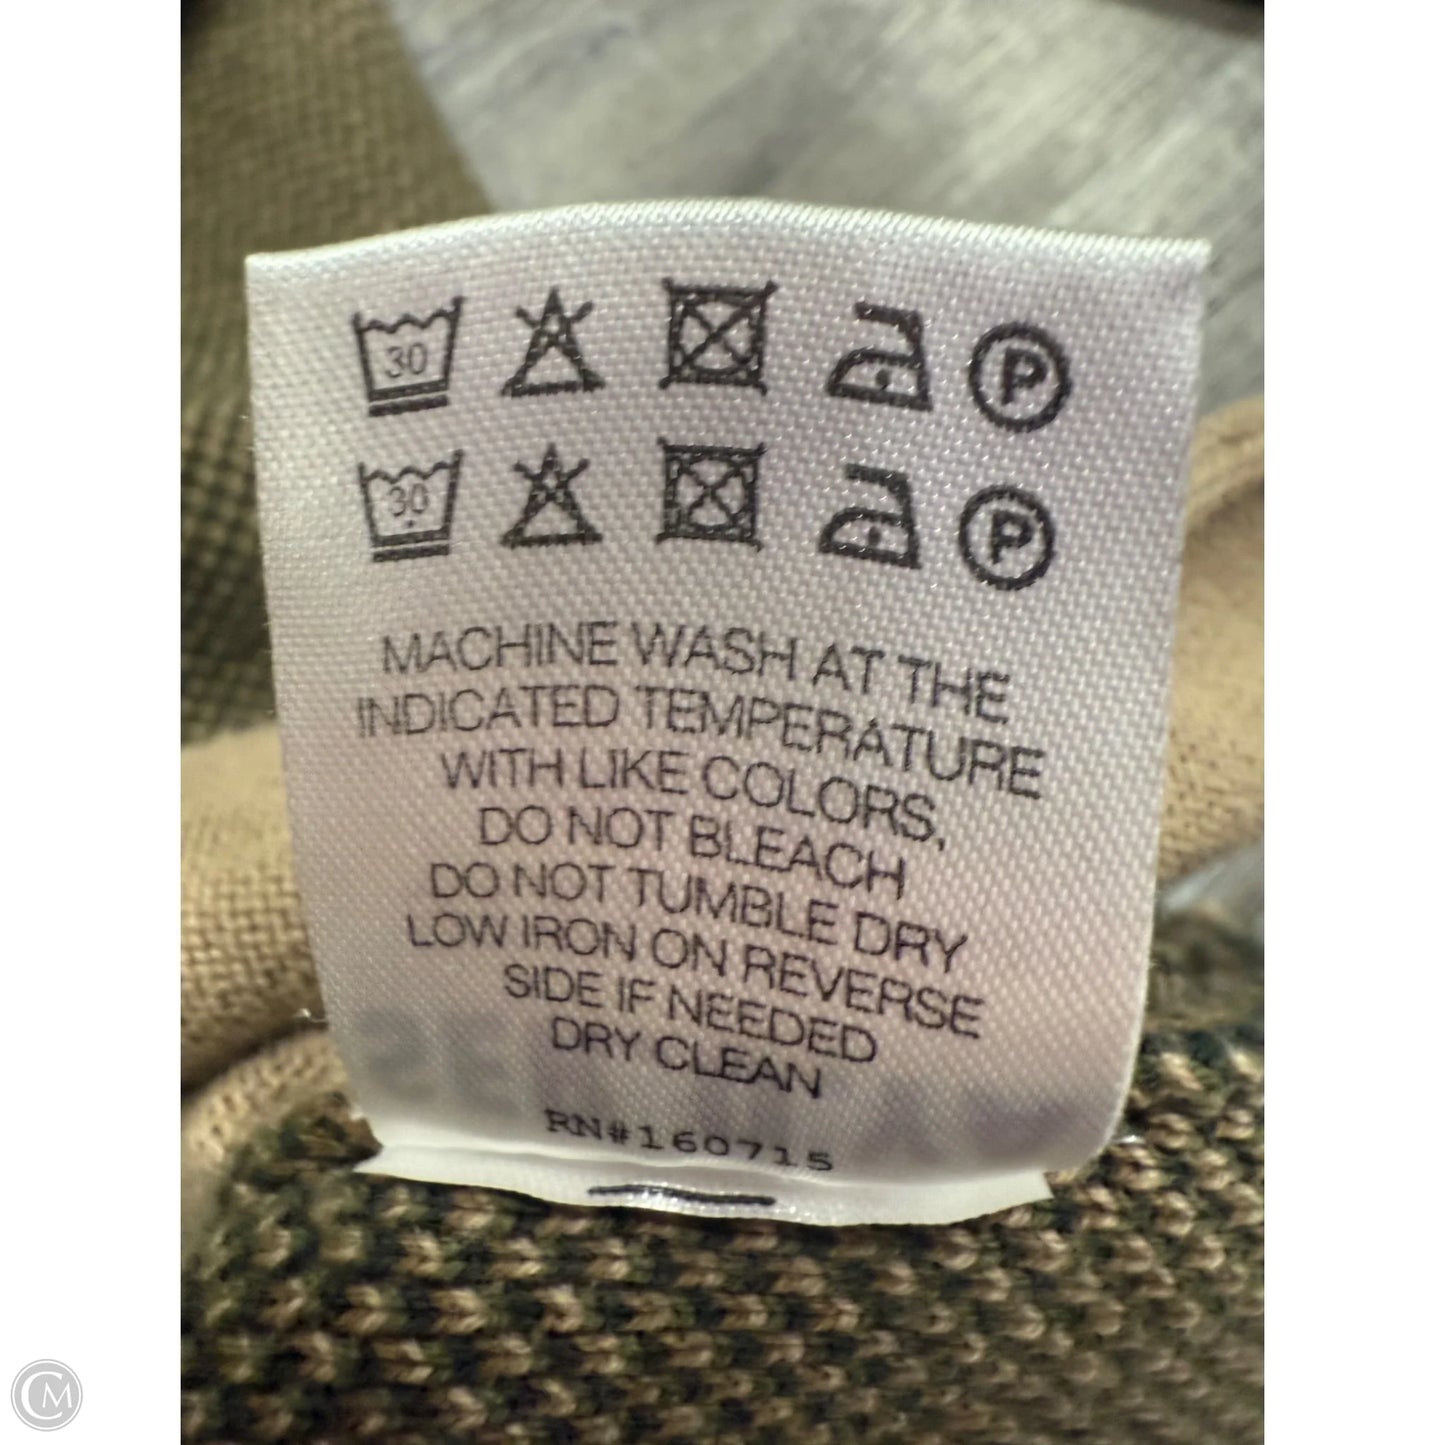 30 P
30 P
MACHINE WASH AT THE
INDICATED TEMPERATURE
WITH LIKE COLORS,
DO NOT BLEACH
DO NOT TUMBLE DRY
LOW IRON ON REVERSE
SIDE IF NEEDED
DRY CLEAN
RN#160715
CM